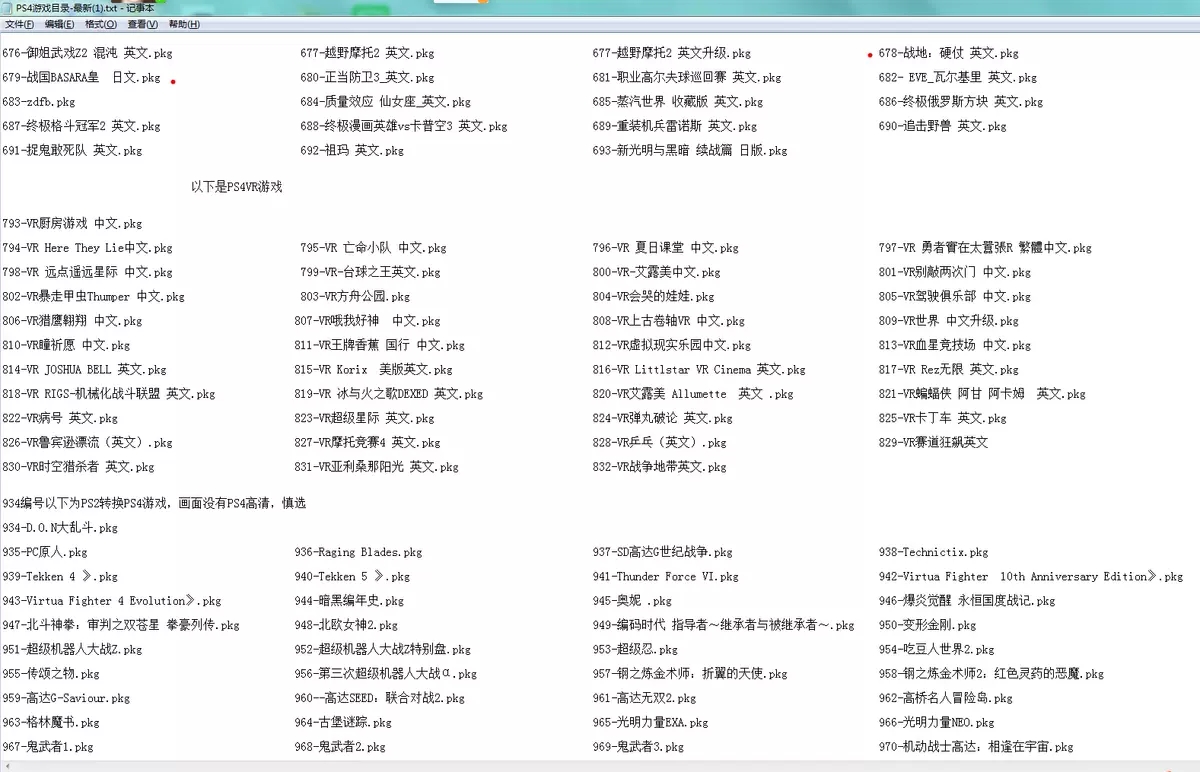 PS4游戏目录-最新(1).txt - 记事本
文件(F) 编辑(E) 格式(O) 查看(V) 帮助(H)
676-御姐武戏Z2 混沌 英文.pkg 677-越野摩托2 英文.pkg 677-越野摩托2 英文升级.pkg 678-战地：硬仗 英文.pkg
679-战国BASARA皇 日文.pkg 680-正当防卫3_英文.pkg 681-职业高尔夫球巡回赛 英文.pkg 682- EVE_瓦尔基里 英文.pkg
683-zdfb.pkg 684-质量效应 仙女座_英文.pkg 685-蒸汽世界 收藏版 英文.pkg 686-终极俄罗斯方块 英文.pkg
687-终极格斗冠军2 英文.pkg 688-终极漫画英雄vs卡普空3 英文.pkg 689-重装机兵雷诺斯 英文.pkg 690-追击野兽 英文.pkg
691-捉鬼敢死队 英文.pkg 692-祖玛 英文.pkg 693-新光明与黑暗 续战篇 日版.pkg
以下是PS4VR游戏
793-VR厨房游戏 中文.pkg
794-VR Here They Lie中文.pkg 795-VR 亡命小队 中文.pkg 796-VR 夏日课堂 中文.pkg 797-VR 勇者實在太囂張R 繁體中文.pkg
798-VR 远点遥远星际 中文.pkg 799-VR-台球之王英文.pkg 800-VR-艾露美中文.pkg 801-VR别敲两次门 中文.pkg
802-VR暴走甲虫Thumper 中文.pkg 803-VR方舟公园.pkg 804-VR会哭的娃娃.pkg 805-VR驾驶俱乐部 中文.pkg
806-VR猎鹰翱翔 中文.pkg 807-VR哦我好神 中文.pkg 808-VR上古卷轴VR 中文.pkg 809-VR世界 中文升级.pkg
810-VR瞳祈愿 中文.pkg 811-VR王牌香蕉 国行 中文.pkg 812-VR虚拟现实乐园中文.pkg 813-VR血星竞技场 中文.pkg
814-VR JOSHUA BELL 英文.pkg 815-VR Korix 美版英文.pkg 816-VR Littlstar VR Cinema 英文.pkg 817-VR Rez无限 英文.pkg
818-VR RIGS-机械化战斗联盟 英文.pkg 819-VR 冰与火之歌DEXED 英文.pkg 820-VR艾露美 Allumette 英文 .pkg 821-VR蝙蝠侠 阿甘 阿卡姆 英文.pkg
822-VR病号 英文.pkg 823-VR超级星际 英文.pkg 824-VR弹丸破论 英文.pkg 825-VR卡丁车 英文.pkg
826-VR鲁宾逊漂流（英文）.pkg 827-VR摩托竞赛4 英文.pkg 828-VR乒乓（英文）.pkg 829-VR赛道狂飙英文
830-VR时空猎杀者 英文.pkg 831-VR亚利桑那阳光 英文.pkg 832-VR战争地带英文.pkg
934编号以下为PS2转换PS4游戏，画面没有PS4高清，慎选
934-D.O.N大乱斗.pkg
935-PC原人.pkg 936-Raging Blades.pkg 937-SD高达G世纪战争.pkg 938-Technictix.pkg
939-Tekken 4 》.pkg 940-Tekken 5 》.pkg 941-Thunder Force VI.pkg 942-Virtua Fighter 10th Anniversary Edition》.pkg
943-Virtua Fighter 4 Evolution》.pkg 944-暗黑编年史.pkg 945-奥妮 .pkg 946-爆炎觉醒 永恒国度战记.pkg
947-北斗神拳：审判之双苍星 拳豪列传.pkg 948-北欧女神2.pkg 949-编码时代 指导者～继承者与被继承者～.pkg 950-变形金刚.pkg
951-超级机器人大战Z.pkg 952-超级机器人大战Z特别盘.pkg 953-超级忍.pkg 954-吃豆人世界2.pkg
955-传颂之物.pkg 956-第三次超级机器人大战α.pkg 957-钢之炼金术师：折翼的天使.pkg 958-钢之炼金术师2：红色灵药的恶魔.pkg
959-高达G-Saviour.pkg 960--高达SEED：联合对战2.pkg 961-高达无双2.pkg 962-高桥名人冒险岛.pkg
963-格林魔书.pkg 964-古堡谜踪.pkg 965-光明力量EXA.pkg 966-光明力量NEO.pkg
967-鬼武者1.pkg 968-鬼武者2.pkg 969-鬼武者3.pkg 970-机动战士高达：相逢在宇宙.pkg